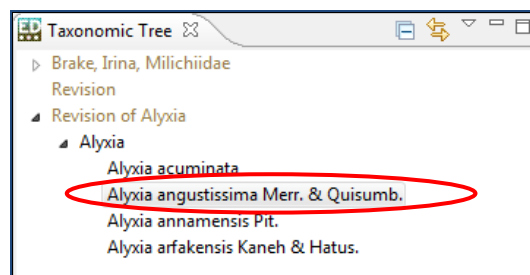 ED Taxonomic Tree
Brake, Irina, Milichiidae
Revision
Revision of Alyxia
Alyxia
Alyxia acuminata
Alyxia angustissima Merr. & Quisumb.
Alyxia annamensis Pit.
Alyxia arfakensis Kaneh & Hatus.